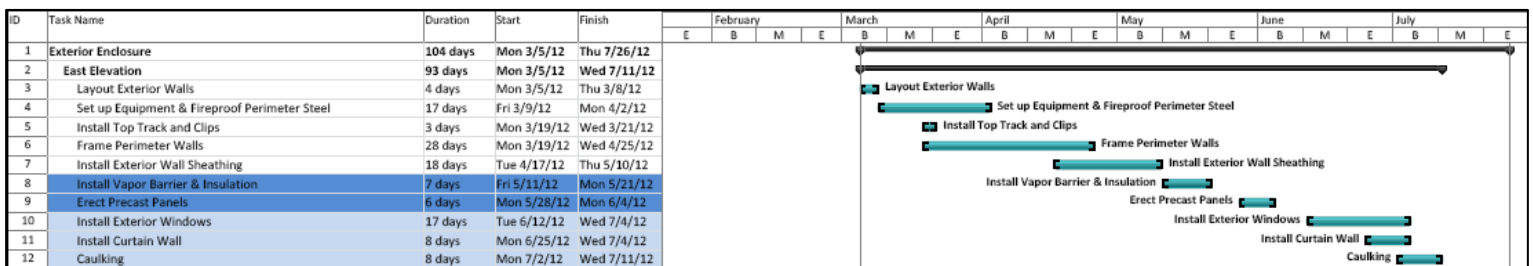 ID Task Name Duration Start Finish February March April May June July
E B M E B M E B M E B M E B M E B M E
1 Exterior Enclosure 104 days Mon 3/5/12 Thu 7/26/12
2 East Elevation 93 days Mon 3/5/12 Wed 7/11/12
3 Layout Exterior Walls 4 days Mon 3/5/12 Thu 3/8/12 Layout Exterior Walls
4 Set up Equipment & Fireproof Perimeter Steel 17 days Fri 3/9/12 Mon 4/2/12 Set up Equipment & Fireproof Perimeter Steel
5 Install Top Track and Clips 3 days Mon 3/19/12 Wed 3/21/12 Install Top Track and Clips
6 Frame Perimeter Walls 28 days Mon 3/19/12 Wed 4/25/12 Frame Perimeter Walls
7 Install Exterior Wall Sheathing 18 days Tue 4/17/12 Thu 5/10/12 Install Exterior Wall Sheathing
8 Install Vapor Barrier & Insulation 7 days Fri 5/11/12 Mon 5/21/12 Install Vapor Barrier & Insulation
9 Erect Precast Panels 6 days Mon 5/28/12 Mon 6/4/12 Erect Precast Panels
10 Install Exterior Windows 17 days Tue 6/12/12 Wed 7/4/12 Install Exterior Windows
11 Install Curtain Wall 8 days Mon 6/25/12 Wed 7/4/12 Install Curtain Wall
12 Caulking 8 days Mon 7/2/12 Wed 7/11/12 Caulking